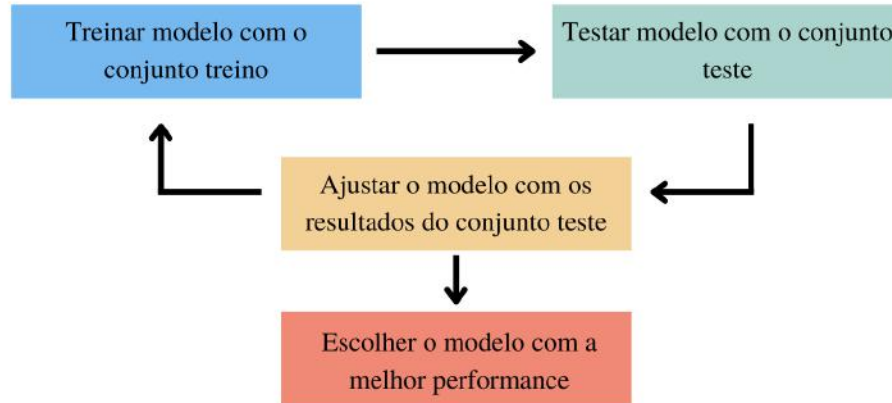 Treinar modelo com o
conjunto treino
Testar modelo com o conjunto
teste
Ajustar o modelo com os
resultados do conjunto teste
Escolher o modelo com a
melhor performance